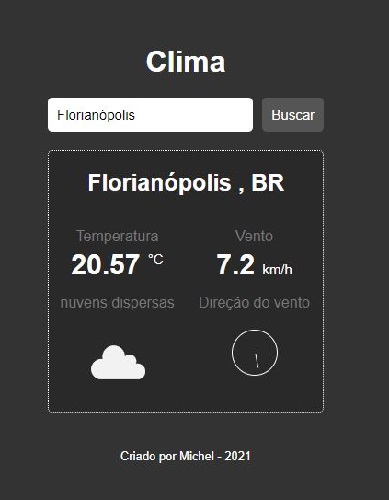 Clima
Florianópolis Buscar
Florianópolis , BR
Temperatura Vento
20.57 °C 7.2 km/h
nuvens dispersas Direção do vento
Criado por Michel - 2021